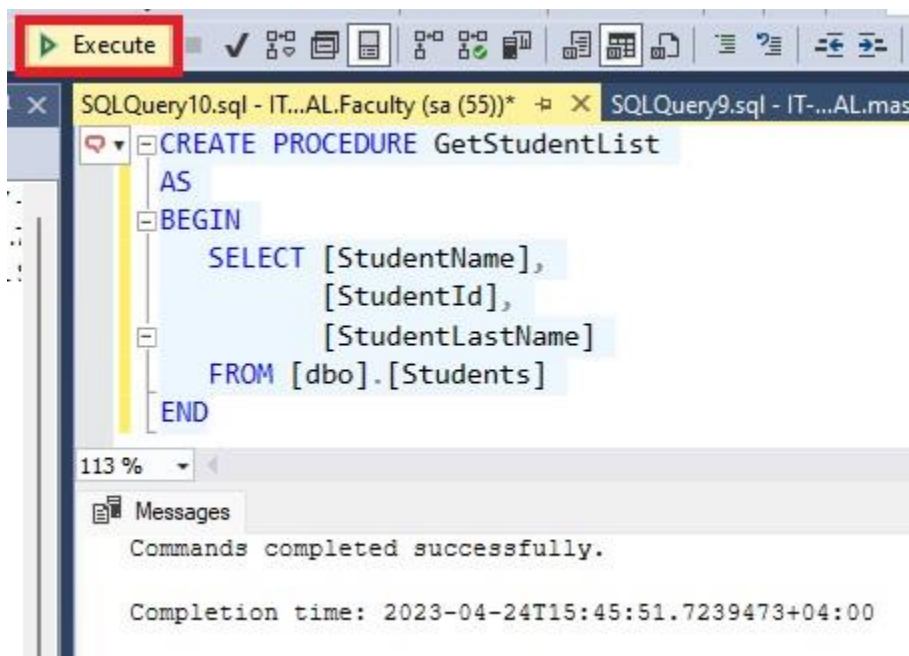 Execute
SQLQuery10.sql - IT...AL.Faculty (sa (55))* SQLQuery9.sql - IT-...AL.mas
CREATE PROCEDURE GetStudentList
AS
BEGIN
SELECT [StudentName],
[StudentId],
[StudentLastName]
FROM [dbo].[Students]
END
113 %
Messages
Commands completed successfully.
Completion time: 2023-04-24T15:45:51.7239473+04:00